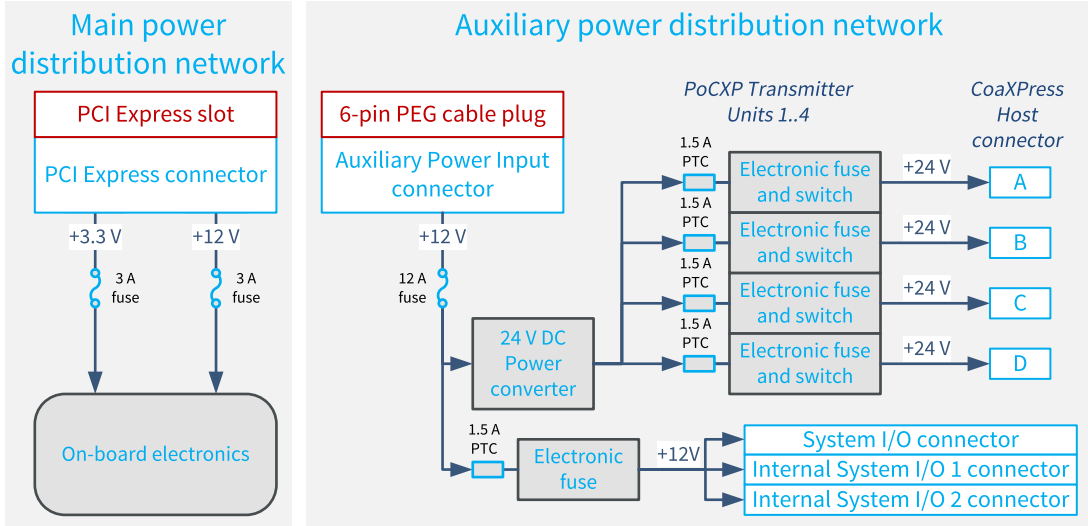 Main power
distribution network
PCI Express slot
PCI Express connector
+3.3 V
+12 V
3 A
fuse
3 A
fuse
On-board electronics
Auxiliary power distribution network
6-pin PEG cable plug
Auxiliary Power Input
connector
+12 V
12 A
fuse
24 V DC
Power
converter
PoCXP Transmitter
Units 1..4
CoaXPress
Host
connector
1.5 A
PTC
Electronic fuse
and switch
+24 V
A
1.5 A
PTC
Electronic fuse
and switch
+24 V
B
1.5 A
PTC
Electronic fuse
and switch
+24 V
C
1.5 A
PTC
Electronic fuse
and switch
+24 V
D
1.5 A
PTC
Electronic
fuse
+12V
System I/O connector
Internal System I/O 1 connector
Internal System I/O 2 connector